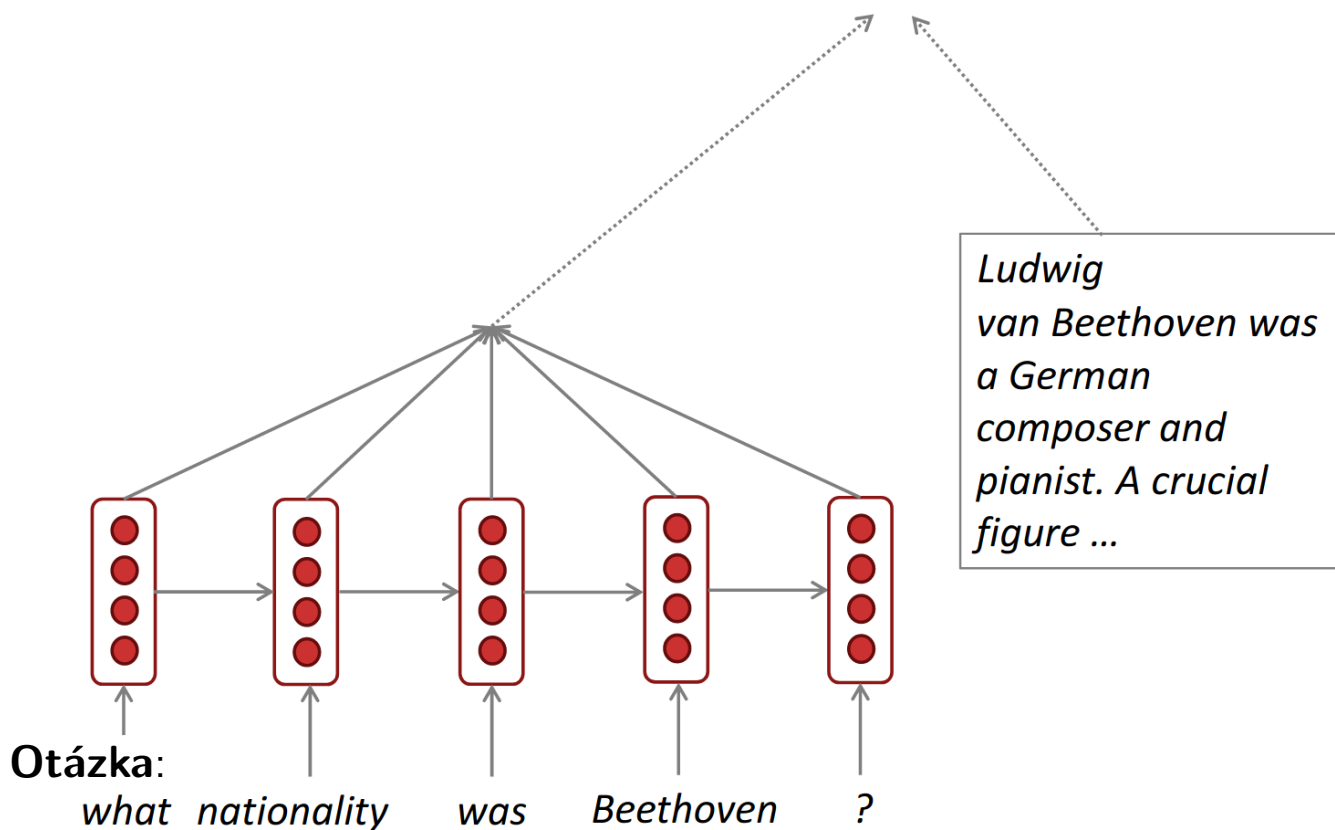 Ludwig
van Beethoven was
a German
composer and
pianist. A crucial
figure ...
Otázka:
what nationality was Beethoven ?